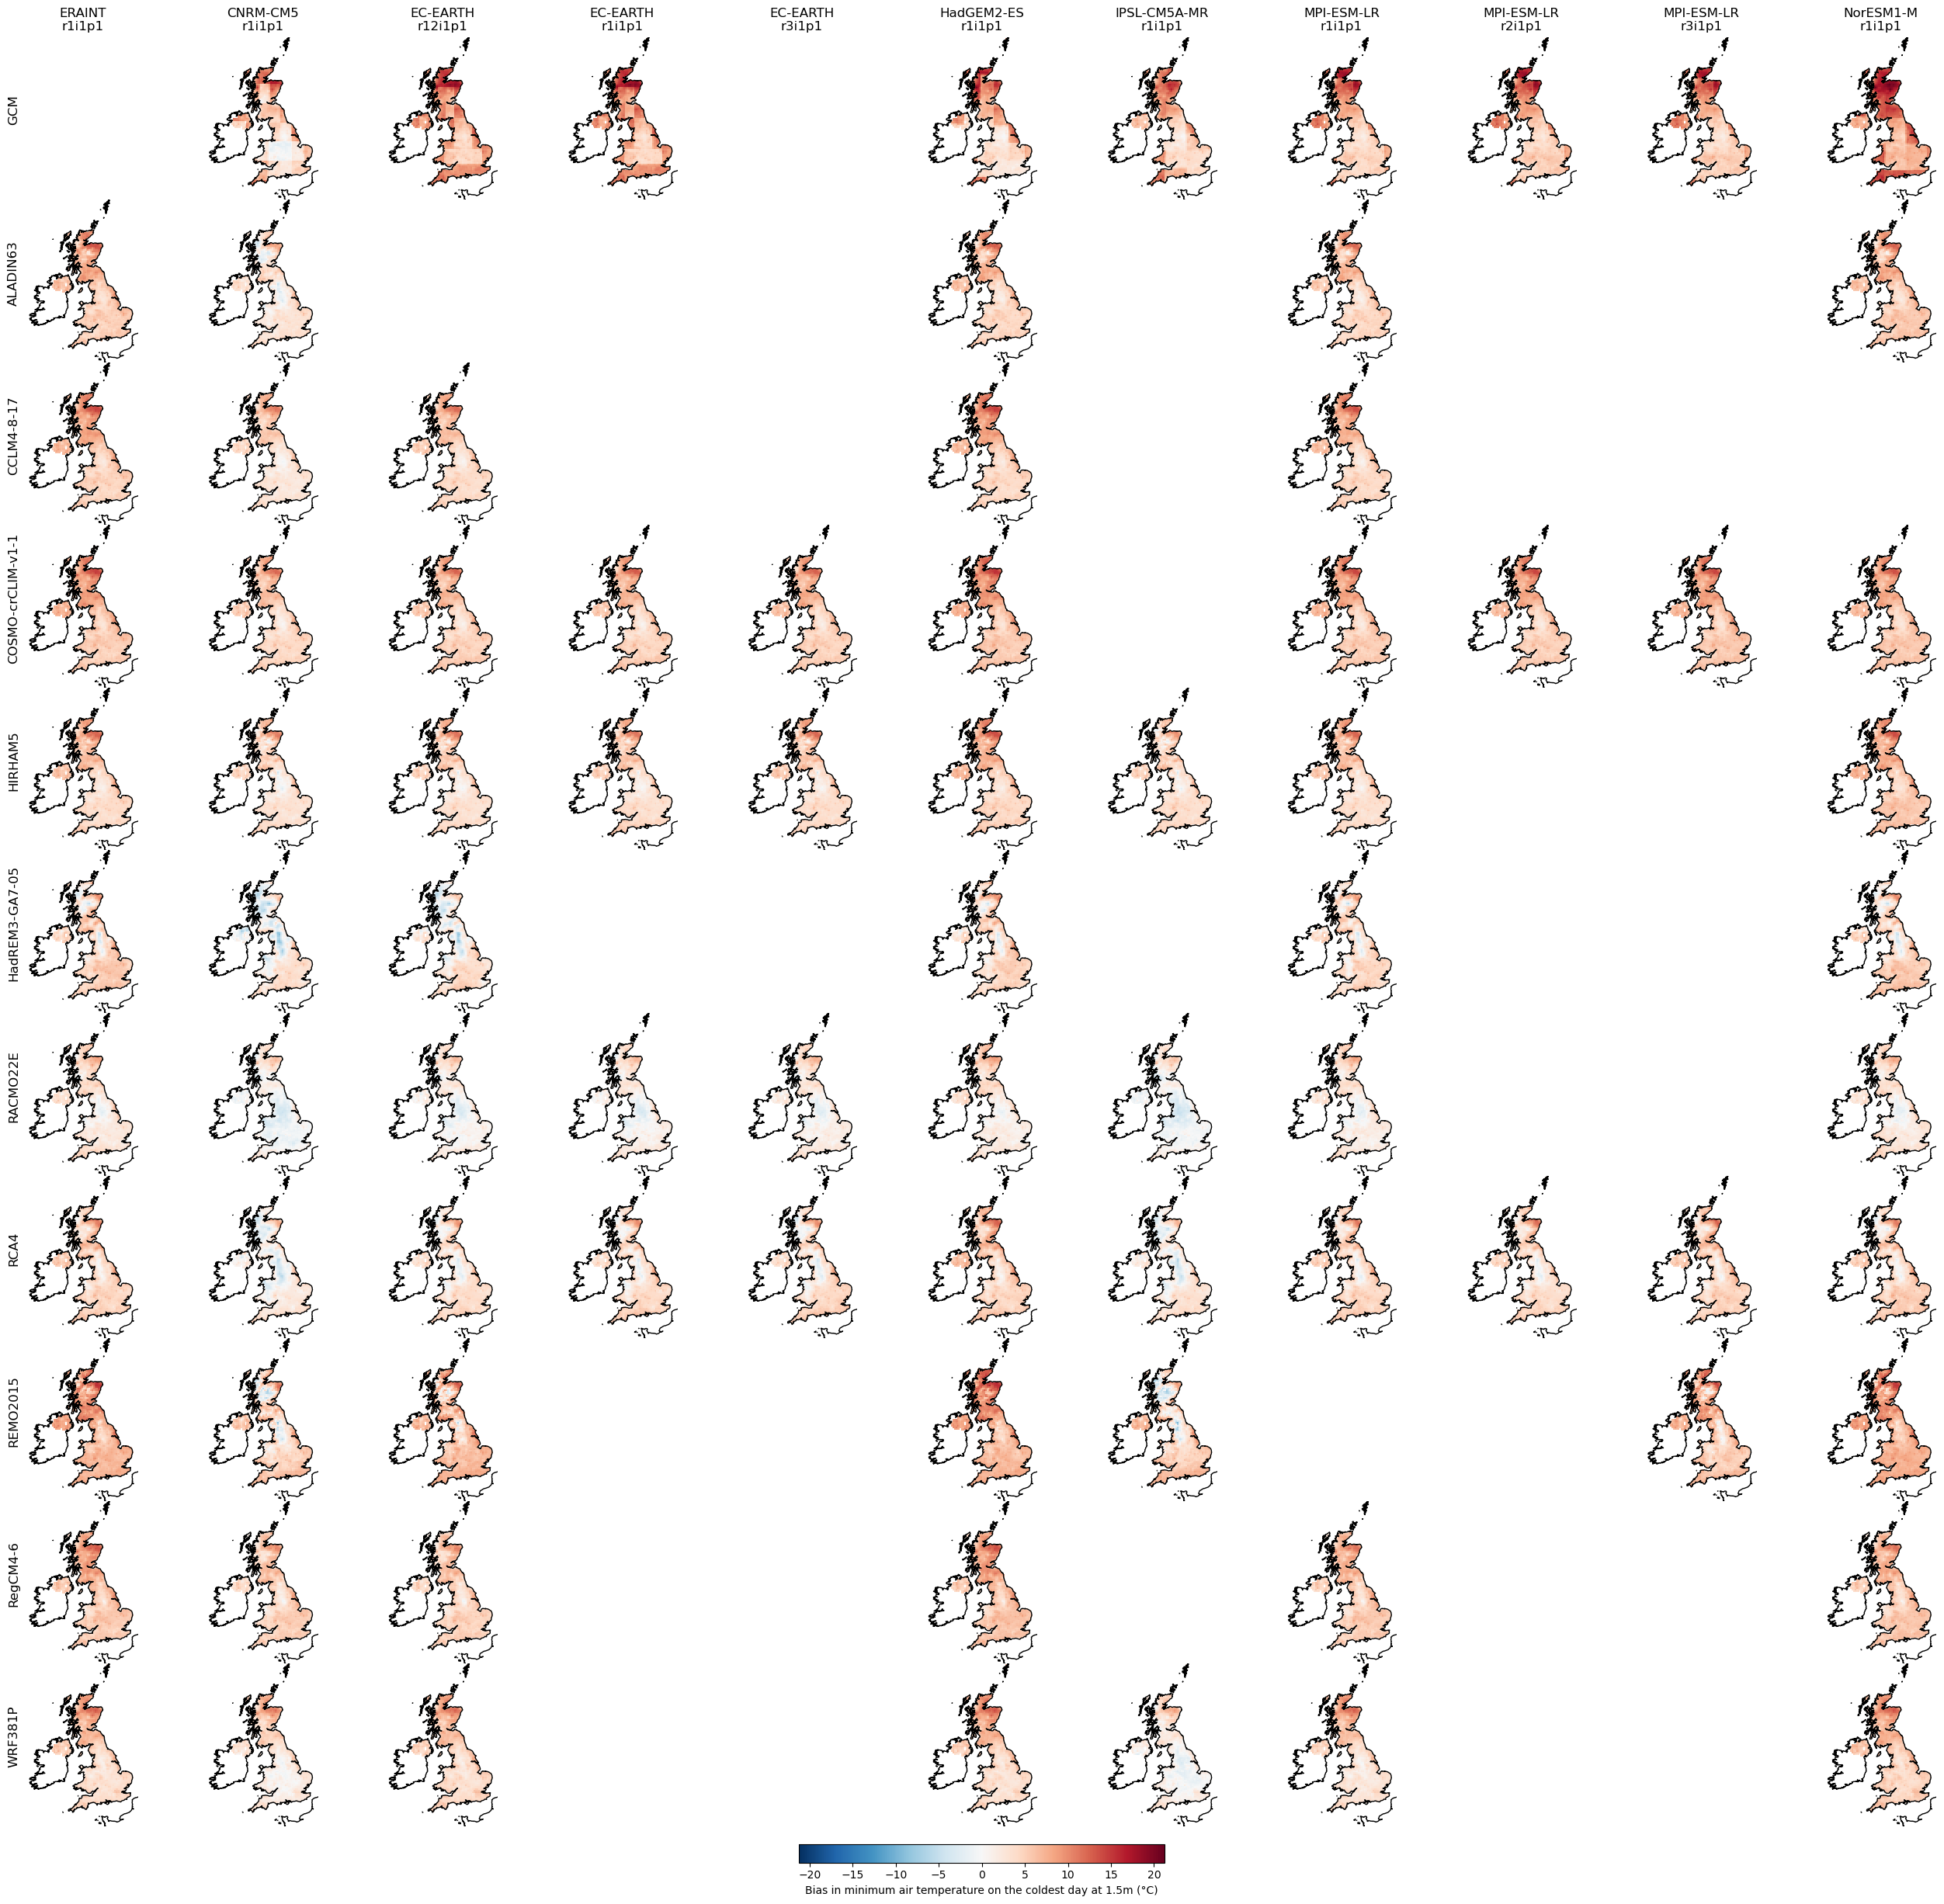 ERAINT
r1i1p1
CNRM-CM5
r1i1p1
EC-EARTH
r12i1p1
EC-EARTH
r1i1p1
EC-EARTH
r3i1p1
HadGEM2-ES
r1i1p1
IPSL-CM5A-MR
r1i1p1
MPI-ESM-LR
r1i1p1
MPI-ESM-LR
r2i1p1
MPI-ESM-LR
r3i1p1
NorESM1-M
r1i1p1
GCM
ALADIN63
CCLM4-8-17
COSMO-crCLIM-v1-1
HIRHAM5
HadREM3-GA7-05
RACMO22E
RCA4
REMO2015
RegCM4-6
WRF381P
−20 −15 −10 −5 0 5 10 15 20
Bias in minimum air temperature on the coldest day at 1.5m (°C)